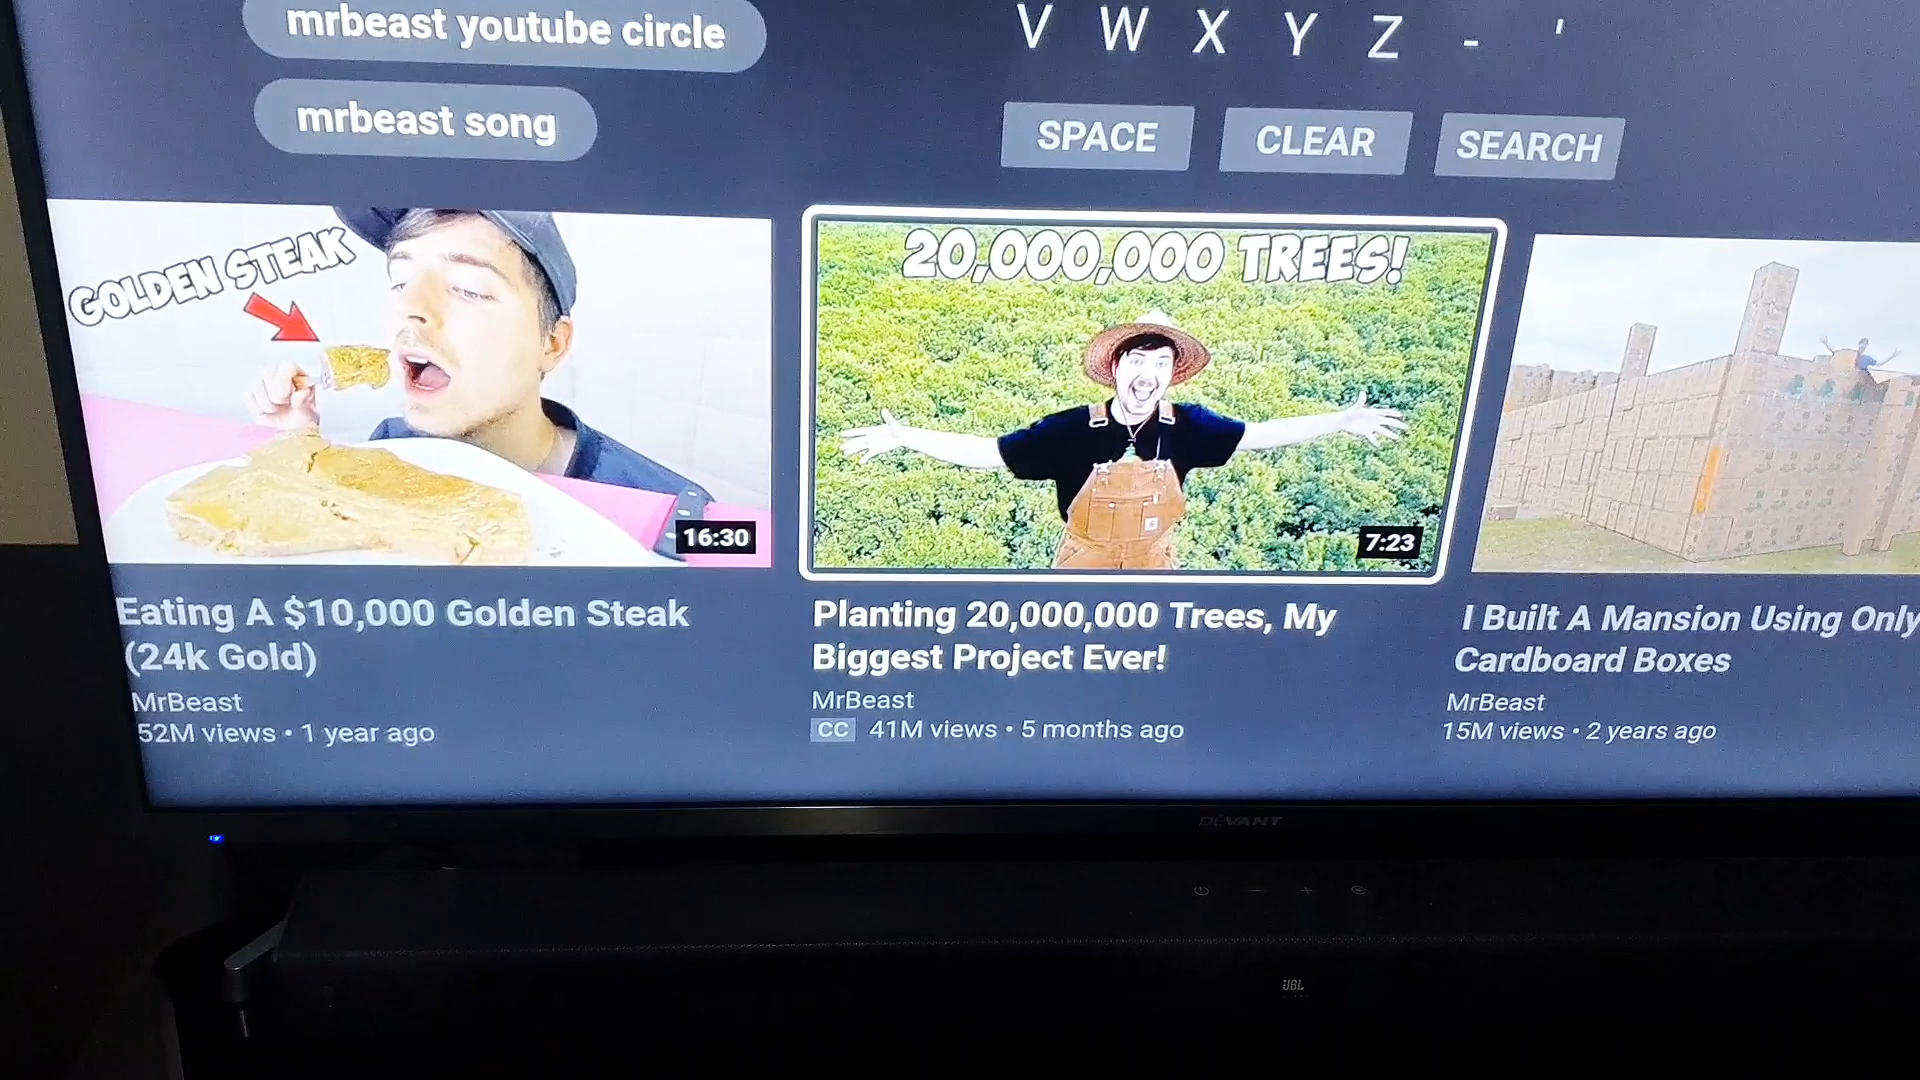 mrbeast youtube circle
V W X Y Z - '
mrbeast song
SPACE CLEAR SEARCH
GOLDEN STEAK
16:30
20,000,000 TREES!
7:23
Eating A $10,000 Golden Steak
(24k Gold)
MrBeast
52M views • 1 year ago
Planting 20,000,000 Trees, My
Biggest Project Ever!
MrBeast
CC 41M views • 5 months ago
I Built A Mansion Using Only
Cardboard Boxes
MrBeast
15M views • 2 years ago
DEVANT
JBL